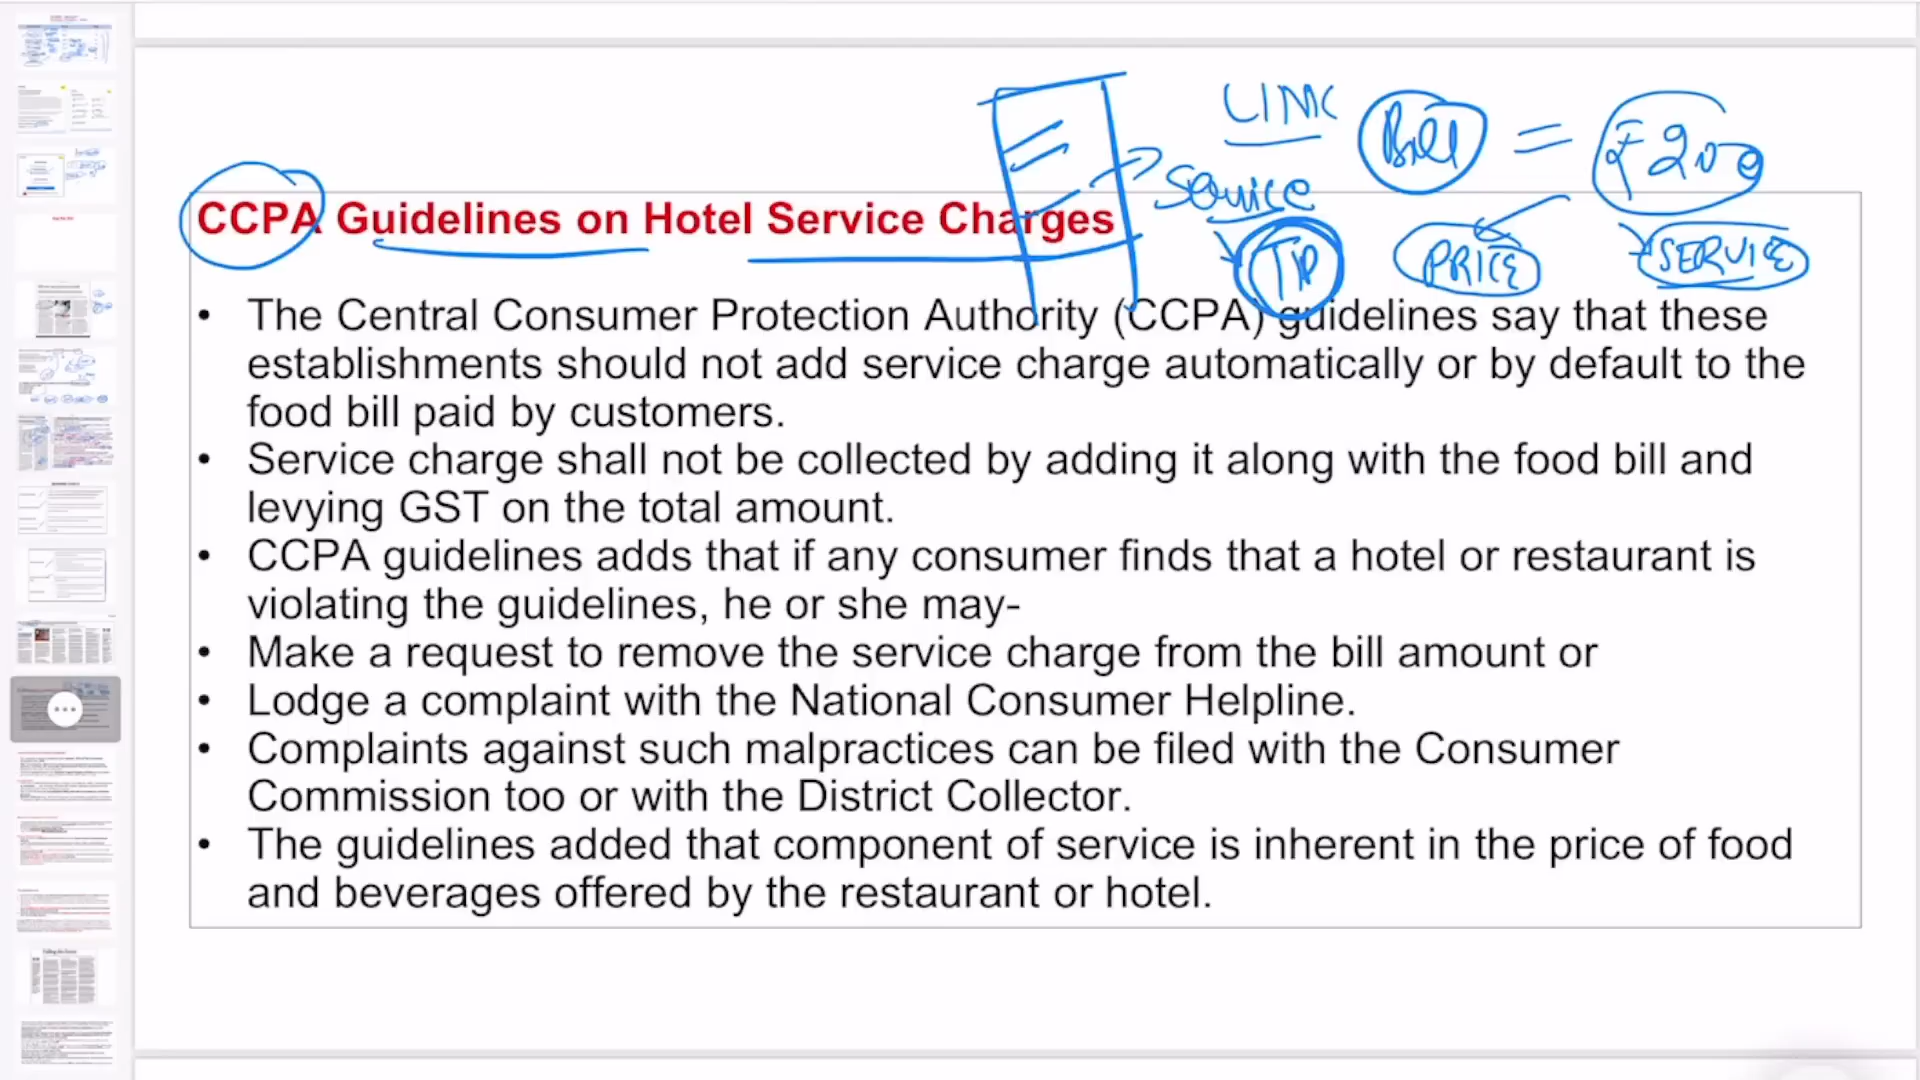 LINK Bill = ₹200
Service
TIP PRICE SERVICE
CCPA Guidelines on Hotel Service Charges
• The Central Consumer Protection Authority (CCPA) guidelines say that these
establishments should not add service charge automatically or by default to the
food bill paid by customers.
• Service charge shall not be collected by adding it along with the food bill and
levying GST on the total amount.
• CCPA guidelines adds that if any consumer finds that a hotel or restaurant is
violating the guidelines, he or she may-
• Make a request to remove the service charge from the bill amount or
• Lodge a complaint with the National Consumer Helpline.
• Complaints against such malpractices can be filed with the Consumer
Commission too or with the District Collector.
• The guidelines added that component of service is inherent in the price of food
and beverages offered by the restaurant or hotel.